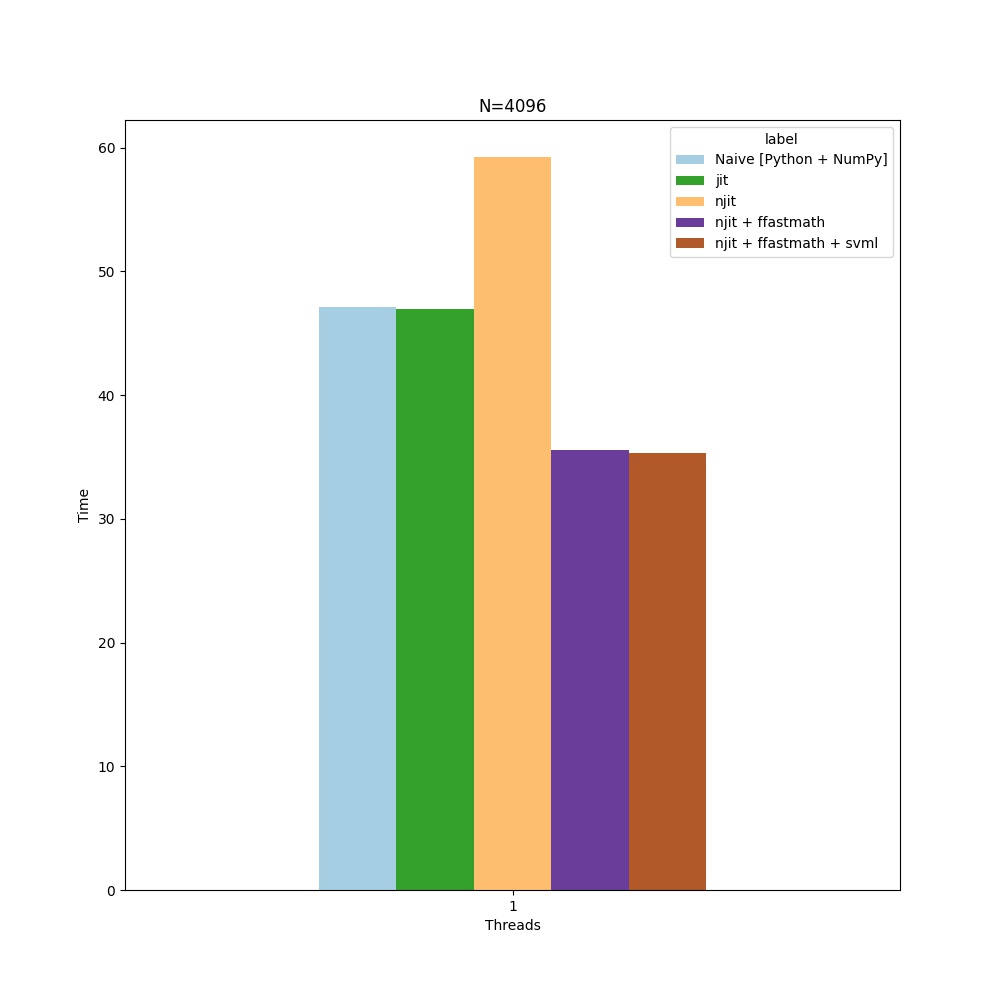 N=4096
label
Naive [Python + NumPy]
jit
njit
njit + ffastmath
njit + ffastmath + svml
60
50
40
30
20
10
0
Time
1
Threads